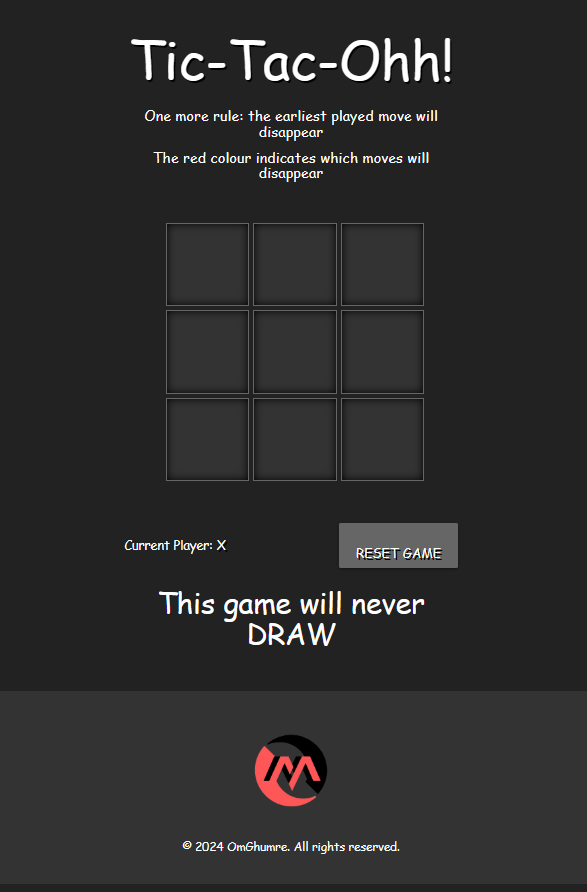 Tic-Tac-Ohh!
One more rule: the earliest played move will
disappear
The red colour indicates which moves will
disappear
Current Player: X
RESET GAME
This game will never
DRAW
© 2024 OmGhumre. All rights reserved.